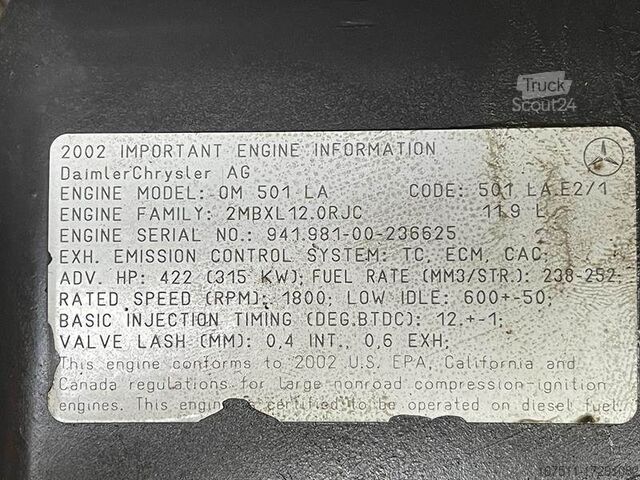 Truck
Scout24
2002 IMPORTANT ENGINE INFORMATION
DaimlerChrysler AG
ENGINE MODEL: OM 501 LA CODE: 501 LA.E2/1
ENGINE FAMILY: 2MBXL12.0RJC 11.9 L
ENGINE SERIAL NO.: 941.981-00-236625
EXH. EMISSION CONTROL SYSTEM: TC, ECM, CAC;
ADV. HP: 422 (315 KW); FUEL RATE (MM3/STR.): 238-252;
RATED SPEED (RPM): 1800; LOW IDLE: 600+-50;
BASIC INJECTION TIMING (DEG.BTDC): 12.+-1;
VALVE LASH (MM): 0,4 INT., 0,6 EXH;
This engine conforms to 2002 U.S. EPA, California and
Canada regulations for large nonroad compression-ignition
engines. This engine is certified to be operated on diesel fuel.